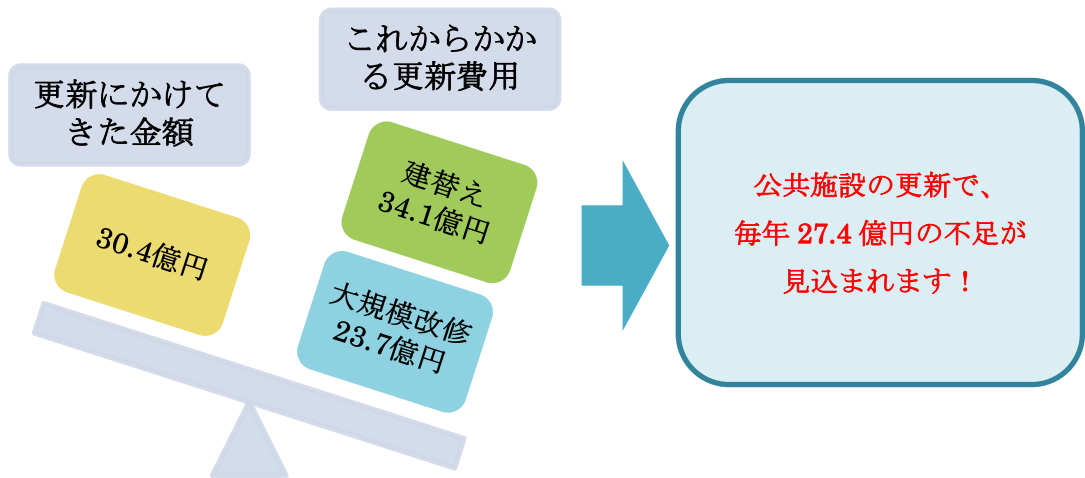 更新にかけて
きた金額
これからかか
る更新費用
30.4億円
建替え
34.1億円
大規模改修
23.7億円
公共施設の更新で、
毎年 27.4 億円の不足が
見込まれます！